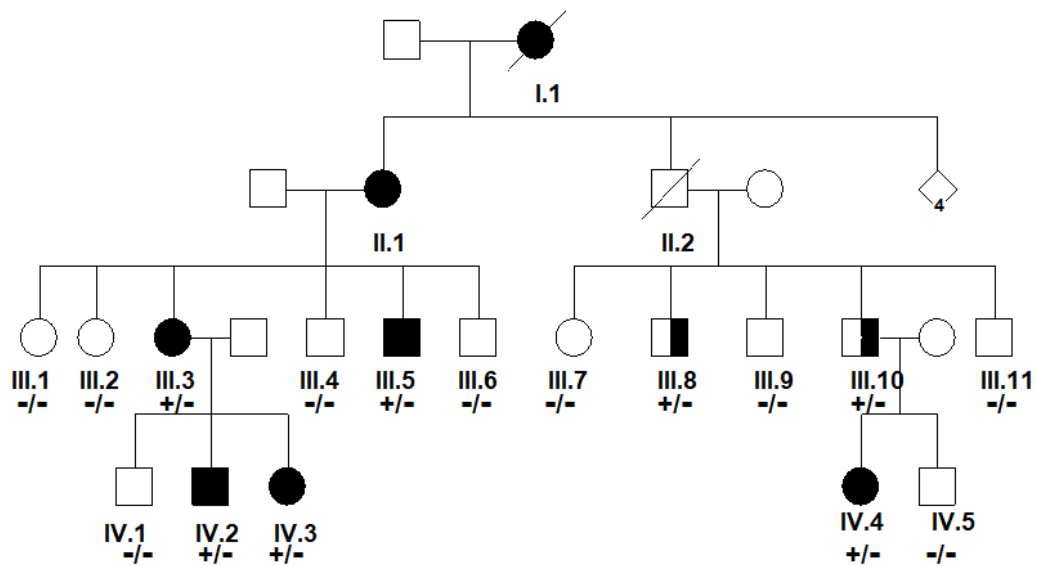 I.1
4
II.1 II.2
III.1 III.2 III.3 III.4 III.5 III.6 III.7 III.8 III.9 III.10 III.11
-/- -/- +/- -/- +/- -/- -/- +/- -/- +/- -/-
IV.1 IV.2 IV.3 IV.4 IV.5
-/- +/- +/- +/- -/-